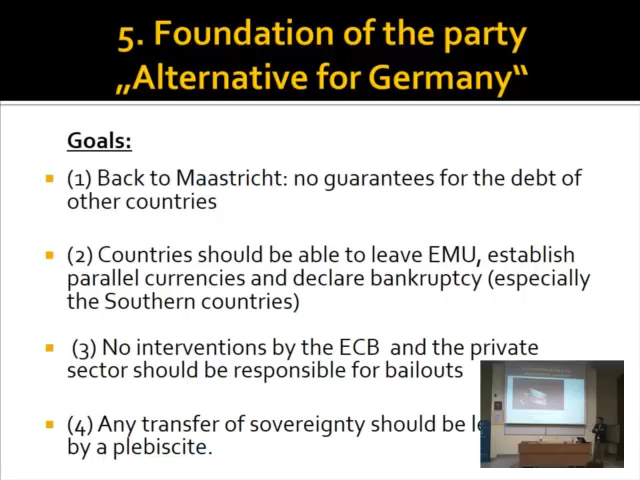 5. Foundation of the party
„Alternative for Germany“
Goals:
(1) Back to Maastricht: no guarantees for the debt of
other countries
(2) Countries should be able to leave EMU, establish
parallel currencies and declare bankruptcy (especially
the Southern countries)
(3) No interventions by the ECB and the private
sector should be responsible for bailouts
(4) Any transfer of sovereignty should be
by a plebiscite.